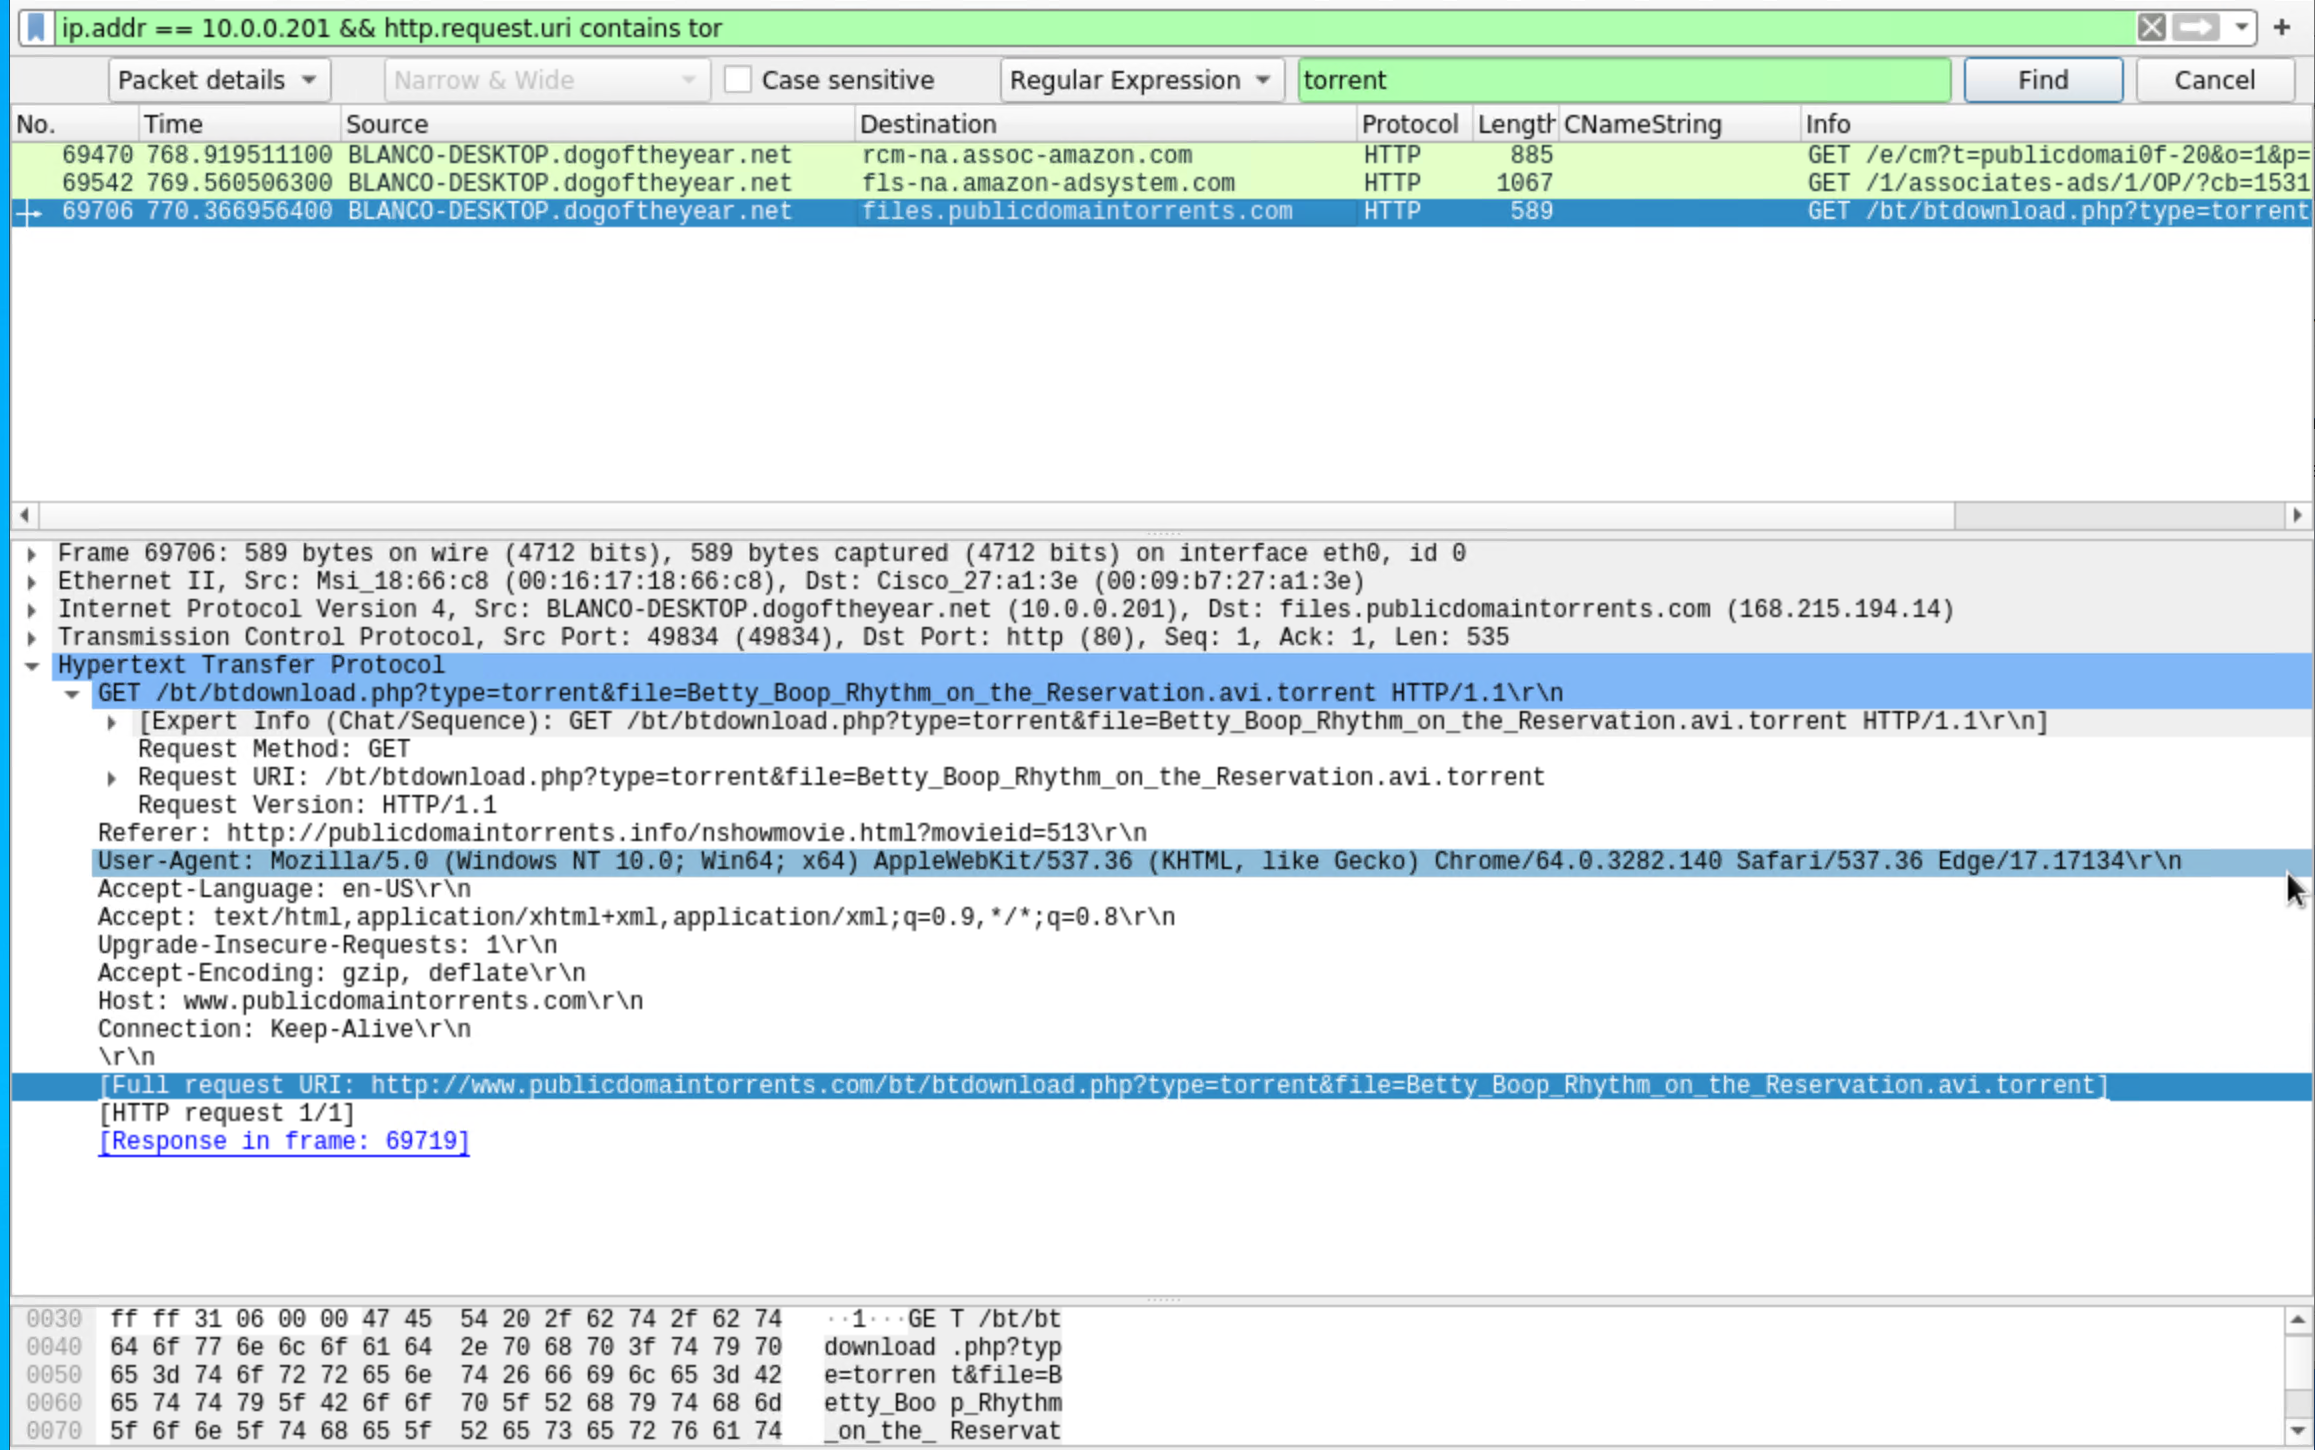 ip.addr == 10.0.0.201 && http.request.uri contains tor
Packet details Narrow & Wide Case sensitive Regular Expression torrent Find Cancel
No. Time Source Destination Protocol Length CNameString Info
69470 768.919511100 BLANCO-DESKTOP.dogoftheyear.net rcm-na.assoc-amazon.com HTTP 885 GET /e/cm?t=publicdomai0f-20&o=1&p=
69542 769.560506300 BLANCO-DESKTOP.dogoftheyear.net fls-na.amazon-adsystem.com HTTP 1067 GET /1/associates-ads/1/OP/?cb=1531
69706 770.366956400 BLANCO-DESKTOP.dogoftheyear.net files.publicdomaintorrents.com HTTP 589 GET /bt/btdownload.php?type=torrent
Frame 69706: 589 bytes on wire (4712 bits), 589 bytes captured (4712 bits) on interface eth0, id 0
Ethernet II, Src: Msi_18:66:c8 (00:16:17:18:66:c8), Dst: Cisco_27:a1:3e (00:09:b7:27:a1:3e)
Internet Protocol Version 4, Src: BLANCO-DESKTOP.dogoftheyear.net (10.0.0.201), Dst: files.publicdomaintorrents.com (168.215.194.14)
Transmission Control Protocol, Src Port: 49834 (49834), Dst Port: http (80), Seq: 1, Ack: 1, Len: 535
Hypertext Transfer Protocol
GET /bt/btdownload.php?type=torrent&file=Betty_Boop_Rhythm_on_the_Reservation.avi.torrent HTTP/1.1\r\n
[Expert Info (Chat/Sequence): GET /bt/btdownload.php?type=torrent&file=Betty_Boop_Rhythm_on_the_Reservation.avi.torrent HTTP/1.1\r\n]
Request Method: GET
Request URI: /bt/btdownload.php?type=torrent&file=Betty_Boop_Rhythm_on_the_Reservation.avi.torrent
Request Version: HTTP/1.1
Referer: http://publicdomaintorrents.info/nshowmovie.html?movieid=513\r\n
User-Agent: Mozilla/5.0 (Windows NT 10.0; Win64; x64) AppleWebKit/537.36 (KHTML, like Gecko) Chrome/64.0.3282.140 Safari/537.36 Edge/17.17134\r\n
Accept-Language: en-US\r\n
Accept: text/html,application/xhtml+xml,application/xml;q=0.9,*/*;q=0.8\r\n
Upgrade-Insecure-Requests: 1\r\n
Accept-Encoding: gzip, deflate\r\n
Host: www.publicdomaintorrents.com\r\n
Connection: Keep-Alive\r\n
\r\n
[Full request URI: http://www.publicdomaintorrents.com/bt/btdownload.php?type=torrent&file=Betty_Boop_Rhythm_on_the_Reservation.avi.torrent]
[HTTP request 1/1]
[Response in frame: 69719]
0030 ff ff 31 06 00 00 47 45 54 20 2f 62 74 2f 62 74 ··1···GE T /bt/bt
0040 64 6f 77 6e 6c 6f 61 64 2e 70 68 70 3f 74 79 70 download .php?typ
0050 65 3d 74 6f 72 72 65 6e 74 26 66 69 6c 65 3d 42 e=torren t&file=B
0060 65 74 74 79 5f 42 6f 6f 70 5f 52 68 79 74 68 6d etty_Boo p_Rhythm
0070 5f 6f 6e 5f 74 68 65 5f 52 65 73 65 72 76 61 74 _on_the_ Reservat